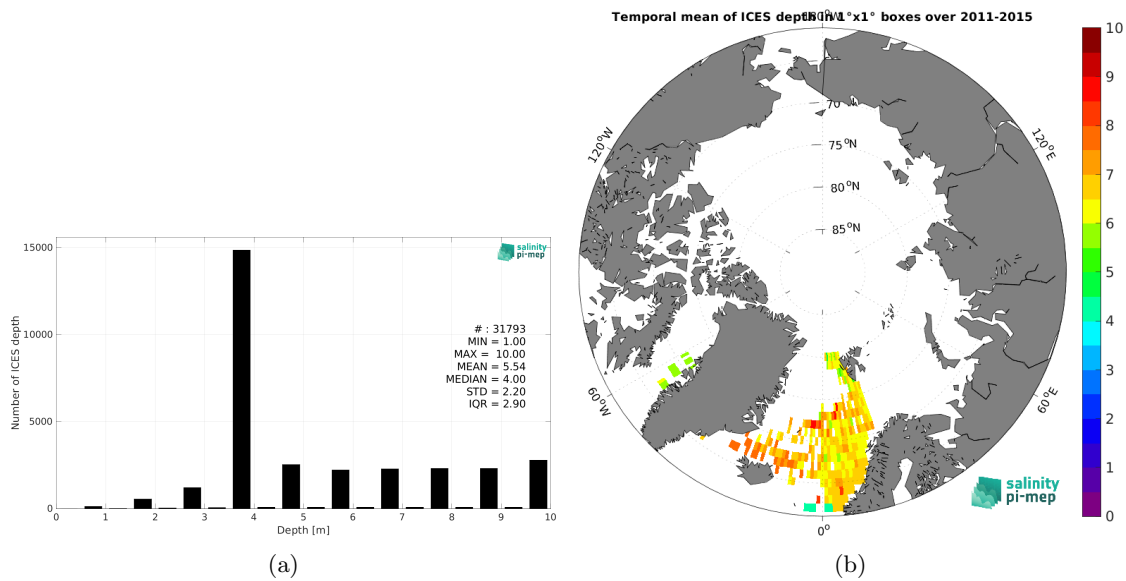 Temporal mean of ICES depth in 1°x1° boxes over 2011-2015
180°W
120°W
120°E
60°W
60°E
0°
70°N
75°N
80°N
85°N
10
9
8
7
6
5
4
3
2
1
0
salinity
pi-mep
15000
10000
5000
0
Number of ICES depth
salinity
pi-mep
# : 31793
MIN = 1.00
MAX = 10.00
MEAN = 5.54
MEDIAN = 4.00
STD = 2.20
IQR = 2.90
0 1 2 3 4 5 6 7 8 9 10
Depth [m]
(a)
(b)